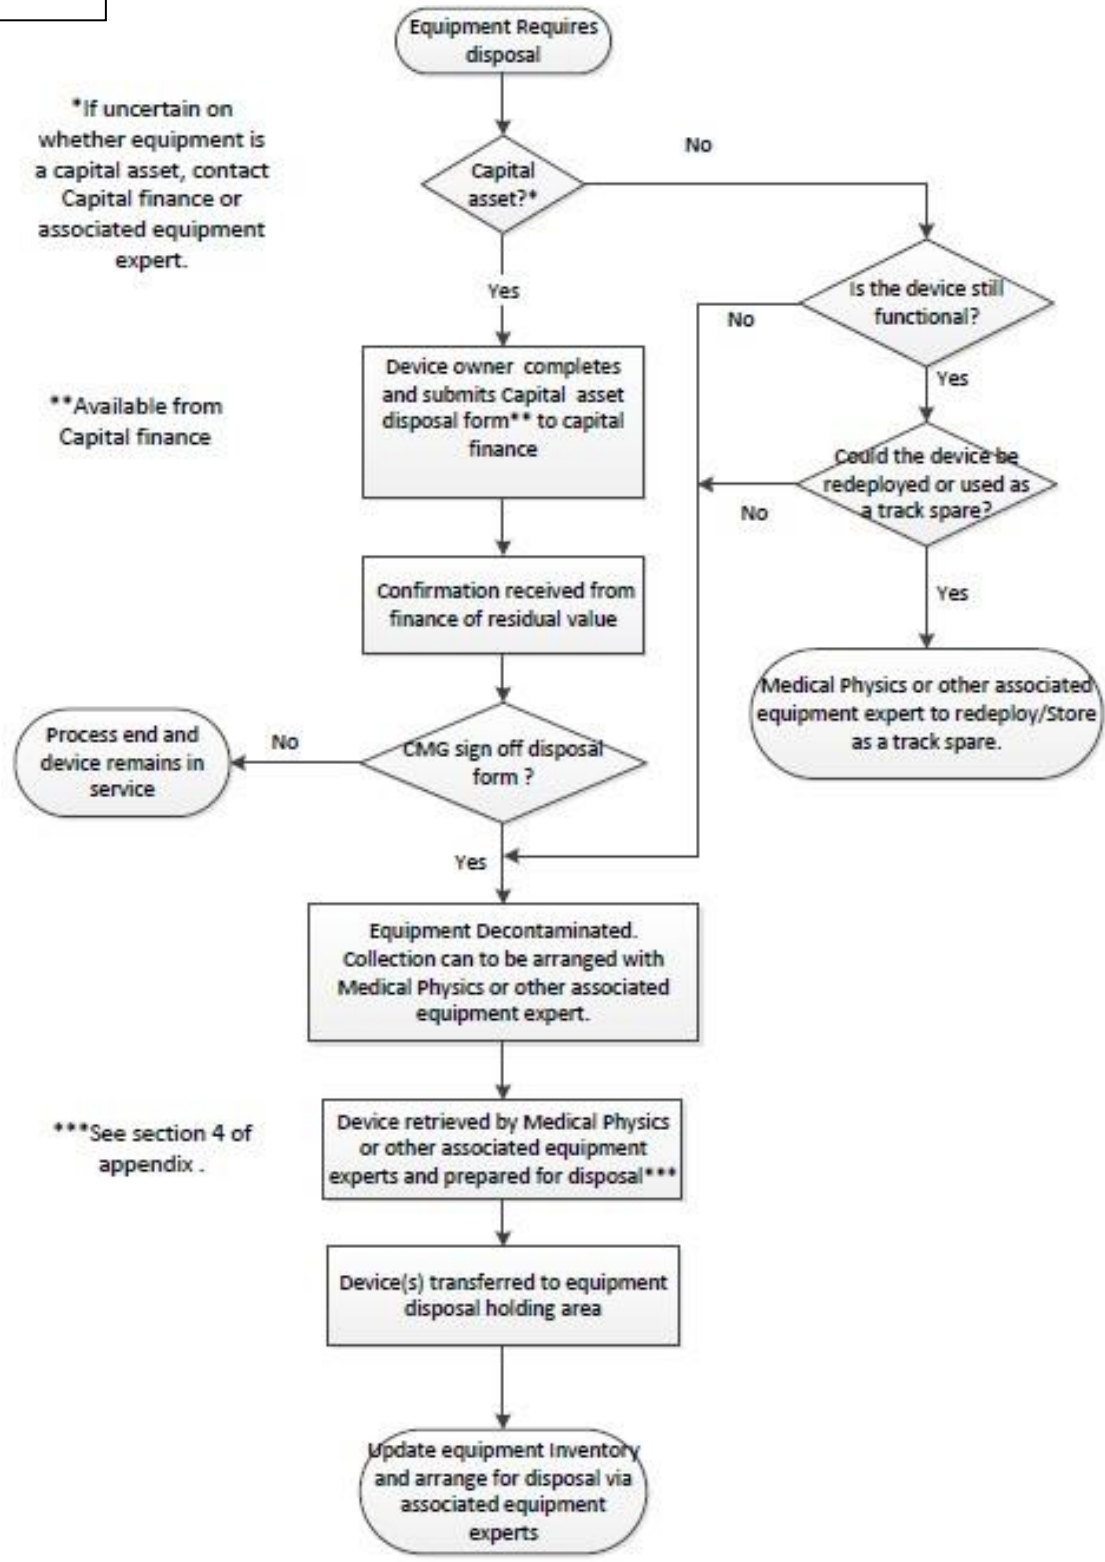 Equipment Requires
disposal
*If uncertain on
whether equipment is
a capital asset, contact
Capital finance or
associated equipment
expert.
Capital
asset?*
No
Yes
Is the device still
functional?
No
Yes
Device owner completes
and submits Capital asset
disposal form** to capital
finance
**Available from
Capital finance
Could the device be
redeployed or used as
a track spare?
No
Yes
Confirmation received from
finance of residual value
Medical Physics or other associated
equipment expert to redeploy/Store
as a track spare.
CMG sign off disposal
form ?
No
Process end and
device remains in
service
Yes
Equipment Decontaminated.
Collection can to be arranged with
Medical Physics or other associated
equipment expert.
***See section 4 of
appendix .
Device retrieved by Medical Physics
or other associated equipment
experts and prepared for disposal***
Device(s) transferred to equipment
disposal holding area
Update equipment Inventory
and arrange for disposal via
associated equipment
experts